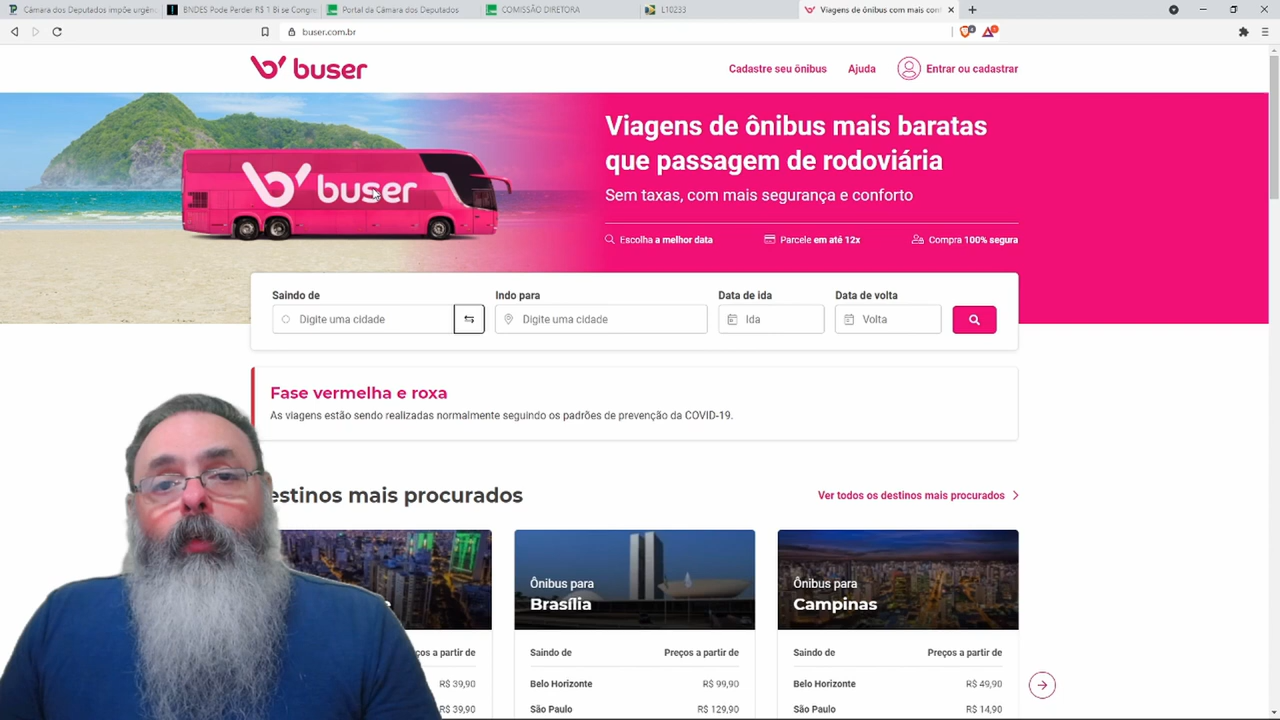 Câmara dos Deputados impõe urgênc
BNDES Pode Perder R$ 1 Bi se Congre
Portal da Câmara dos Deputados
COMISSÃO DIRETORA
L10233
Viagens de ônibus mais com con
buser.com.br
buser
Cadastre seu ônibus
Ajuda
Entrar ou cadastrar
buser
Viagens de ônibus mais baratas
que passagem de rodoviária
Sem taxas, com mais segurança e conforto
Escolha a melhor data
Parcele em até 12x
Compra 100% segura
Saindo de
Indo para
Data de ida
Data de volta
Digite uma cidade
Digite uma cidade
Ida
Volta
Fase vermelha e roxa
As viagens estão sendo realizadas normalmente seguindo os padrões de prevenção da COVID-19.
estinos mais procurados
Ver todos os destinos mais procurados
Ônibus para
Brasília
Ônibus para
Campinas
ços a partir de
Saindo de
Preços a partir de
Saindo de
Preços a partir de
R$ 39,90
Belo Horizonte
R$ 99,90
Belo Horizonte
R$ 49,90
R$ 39,90
São Paulo
R$ 129,90
São Paulo
R$ 14,90